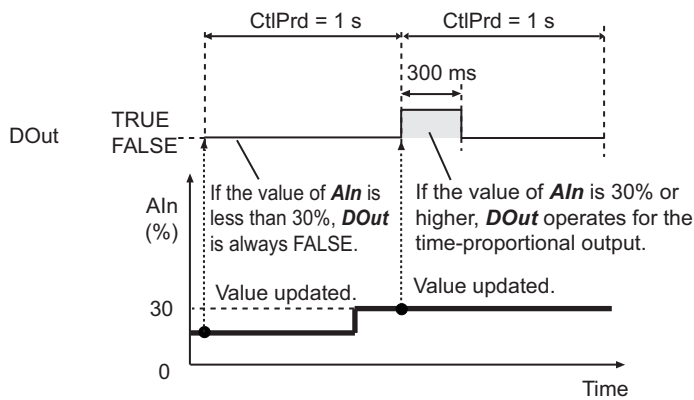 CtlPrd = 1 s
CtlPrd = 1 s
300 ms
DOut
TRUE
FALSE
If the value of AIn is
less than 30%, DOut
is always FALSE.
If the value of AIn is 30% or
higher, DOut operates for the
time-proportional output.
AIn
(%)
Value updated.
Value updated.
30
0
Time